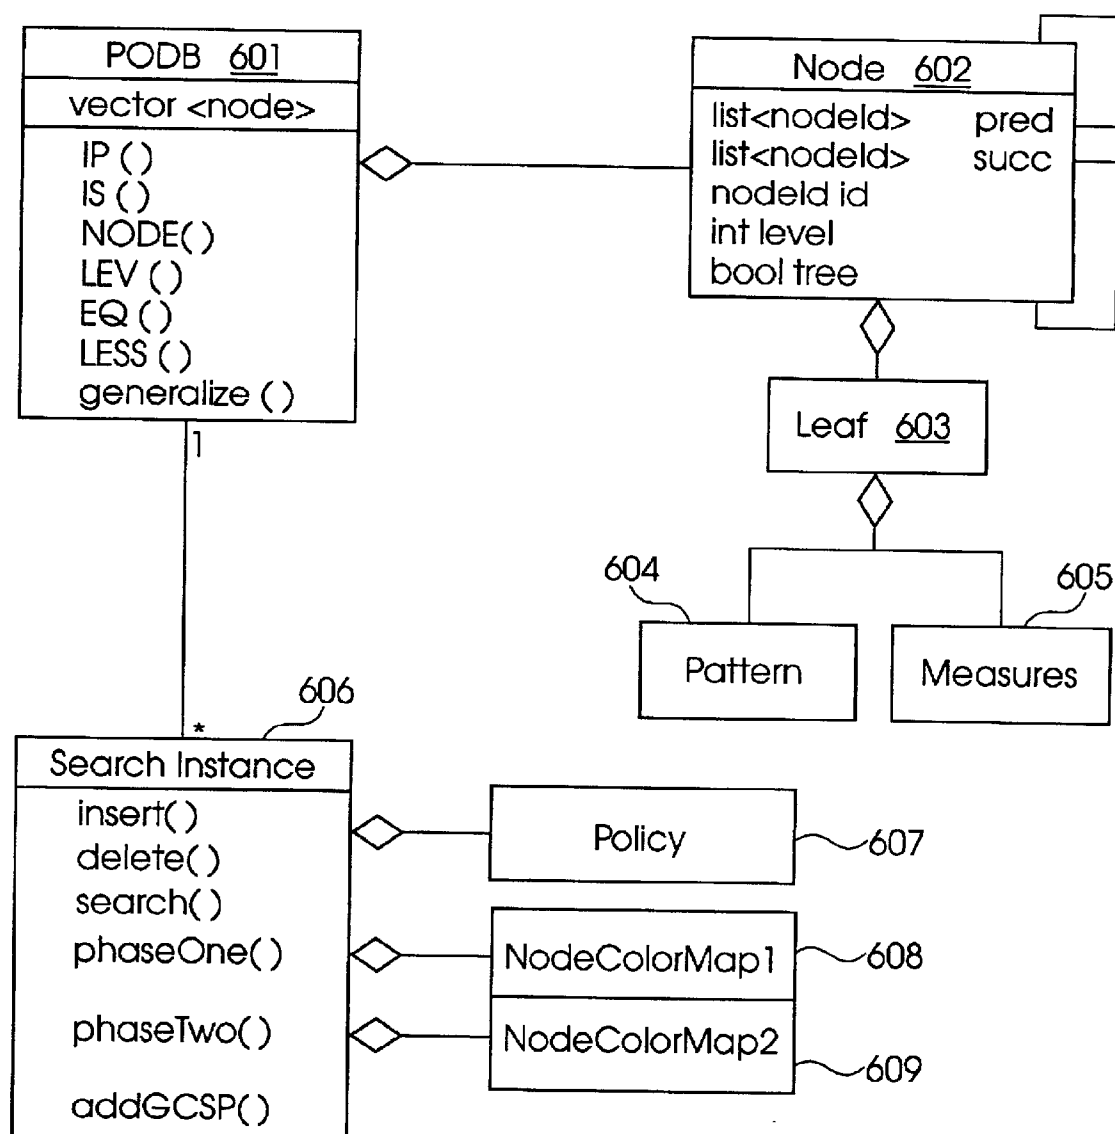 PODB 601
vector <node>
IP ( )
IS ( )
NODE( )
LEV ( )
EQ ( )
LESS ( )
generalize ( )
1
Node 602
list<nodeId> pred
list<nodeId> succ
nodeId id
int level
bool tree
Leaf 603
604
605
Pattern
Measures
606
*
Search Instance
insert( )
delete( )
search( )
phaseOne( )
phaseTwo( )
addGCSP( )
Policy
607
NodeColorMap1
608
NodeColorMap2
609